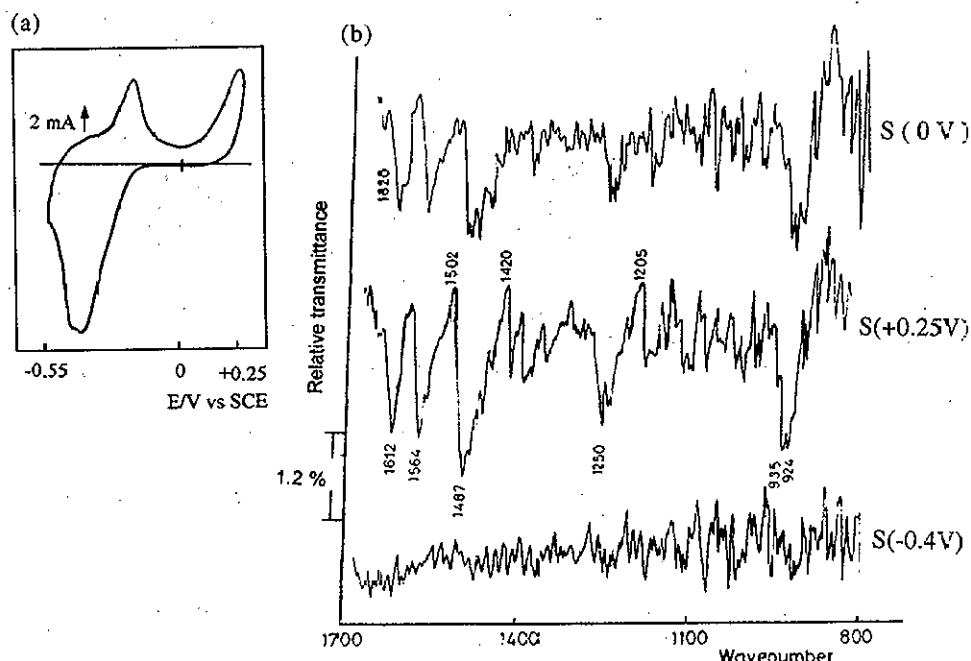 (a)
2 mA
-0.55 0 +0.25
E/V vs SCE
(b)
Relative transmittance
1.2 %
S ( 0 V )
1820
1502
1420
1205
S(+0.25V)
1612
1564
1487
1250
935
924
S(-0.4V)
1700 1400 1100 800
Wavenumber